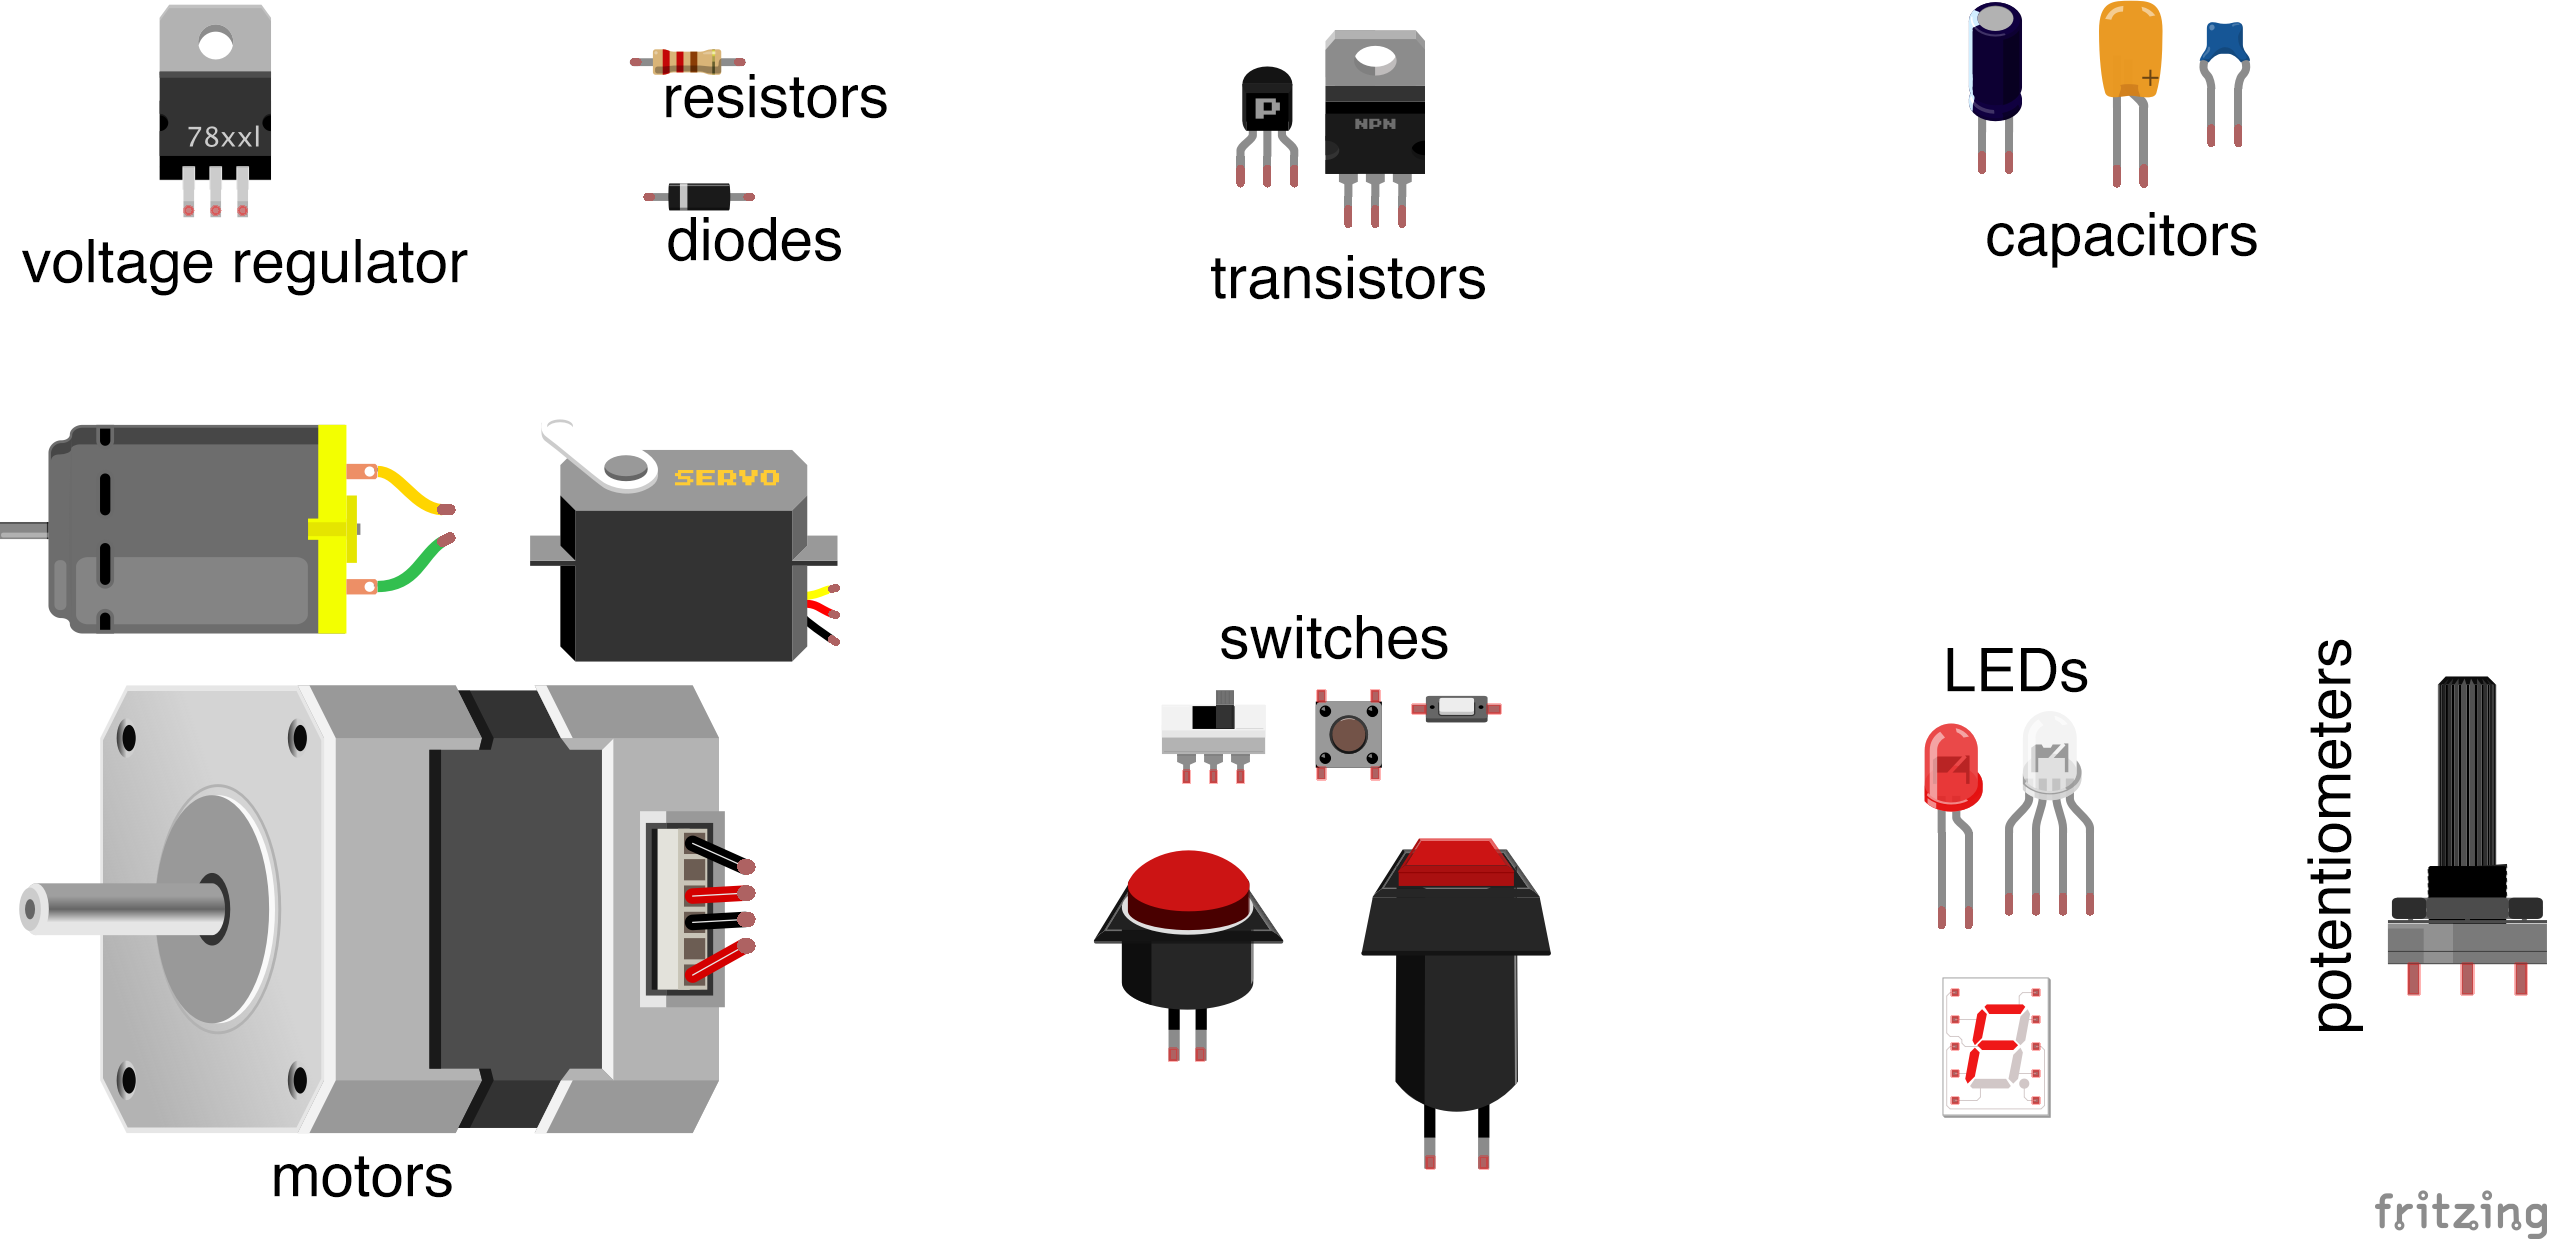 78xxl
voltage regulator
resistors
diodes
P
NPN
transistors
+
capacitors
SERVO
motors
switches
LEDs
potentiometers
fritzing